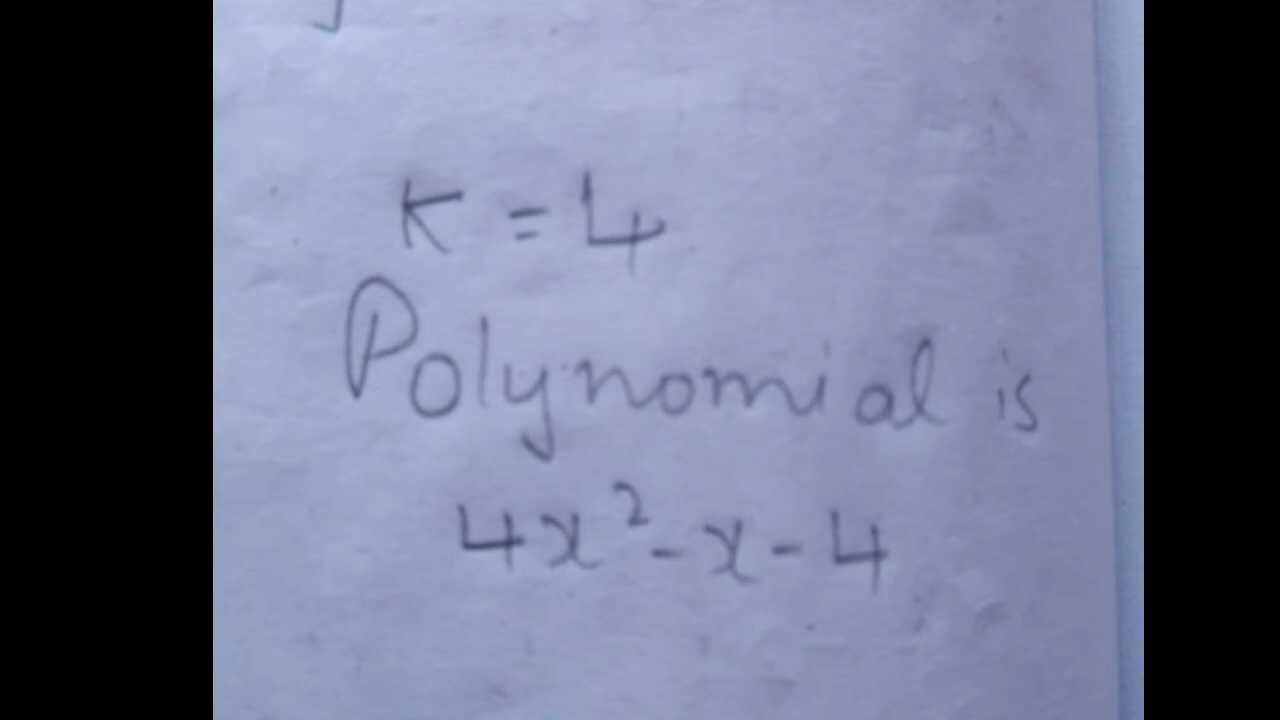 K = 4
Polynomial is
4x² - x - 4